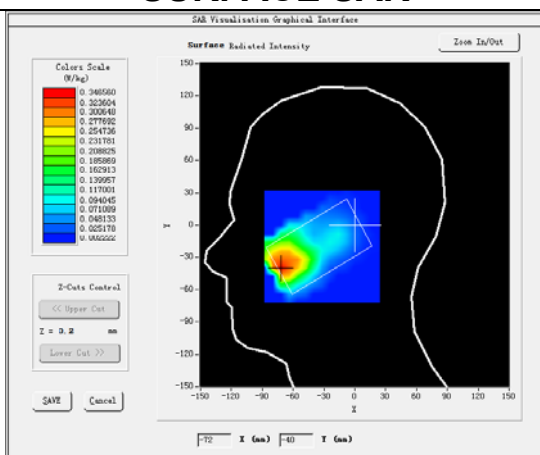 SURFACE SAR
SAR Visualisation Graphical Interface
Surface Radiated Intensity
Zoom In/Out
Colors Scale
(W/kg)
0.346560
0.323604
0.300648
0.277692
0.254736
0.231781
0.208825
0.185869
0.162913
0.139957
0.117001
0.094045
0.071089
0.048133
0.025178
0.002222
Z-Cuts Control
<< Upper Cut
Z = 3.2 mm
Lower Cut >>
SAVE
Cancel
150
120
90
60
30
0
-30
-60
-90
-120
-150
Y
-150 -120 -90 -60 -30 0 30 60 90 120 150
X
-72 X (mm) -40 Y (mm)